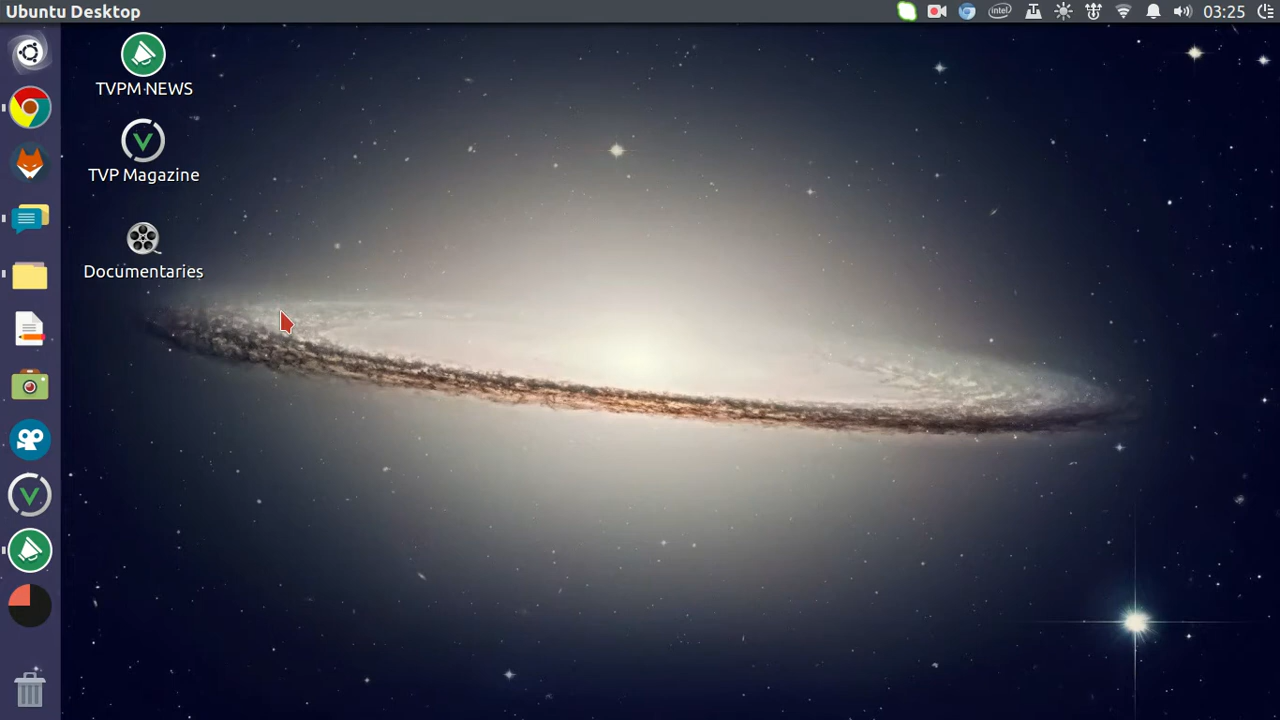 Ubuntu Desktop
intel
03:25
TVPM NEWS
TVP Magazine
Documentaries